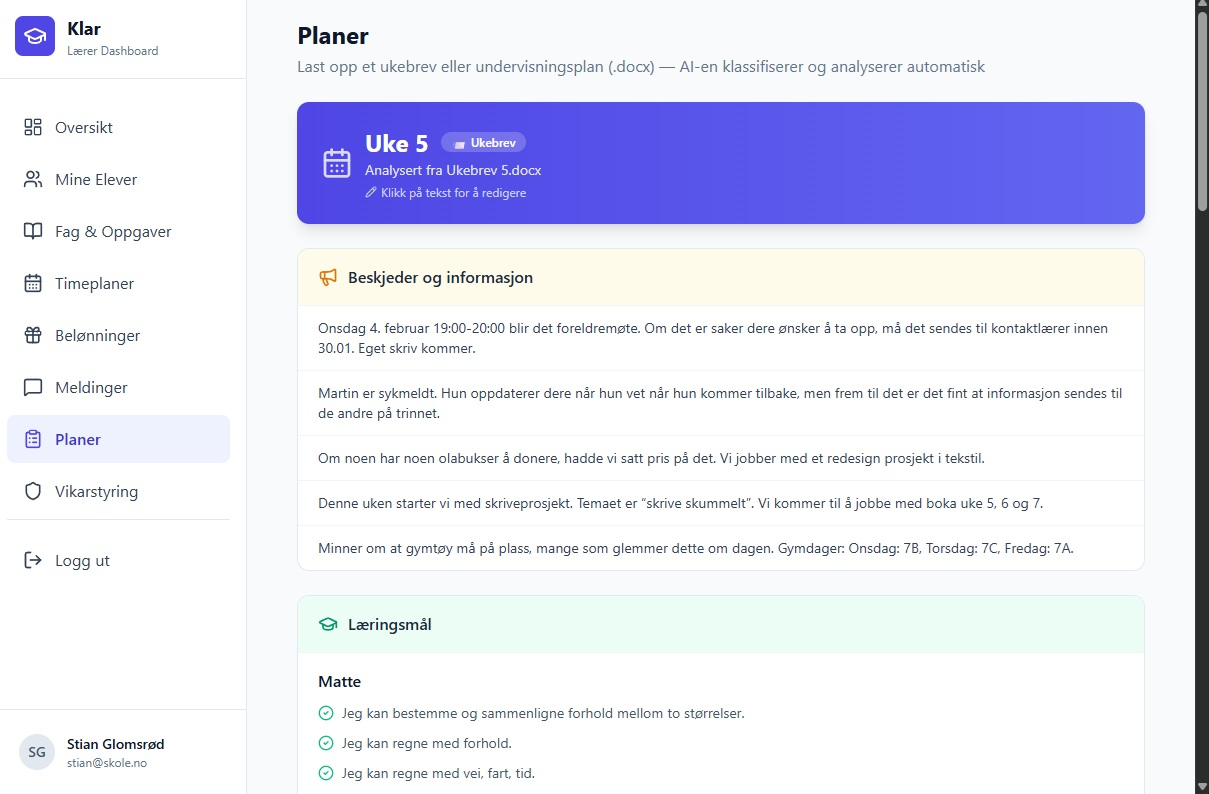 Klar
Lærer Dashboard
Oversikt
Mine Elever
Fag & Oppgaver
Timeplaner
Belønninger
Meldinger
Planer
Vikarstyring
Logg ut
SG
Stian Glomsrød
stian@skole.no
Planer
Last opp et ukebrev eller undervisningsplan (.docx) — AI-en klassifiserer og analyserer automatisk
Uke 5
Ukebrev
Analysert fra Ukebrev 5.docx
Klikk på tekst for å redigere
Beskjeder og informasjon
Onsdag 4. februar 19:00-20:00 blir det foreldremøte. Om det er saker dere ønsker å ta opp, må det sendes til kontaktlærer innen
30.01. Eget skriv kommer.
Martin er sykmeldt. Hun oppdaterer dere når hun vet når hun kommer tilbake, men frem til det er det fint at informasjon sendes til
de andre på trinnet.
Om noen har noen olabukser å donere, hadde vi satt pris på det. Vi jobber med et redesign prosjekt i tekstil.
Denne uken starter vi med skriveprosjekt. Temaet er “skrive skummelt”. Vi kommer til å jobbe med boka uke 5, 6 og 7.
Minner om at gymtøy må på plass, mange som glemmer dette om dagen. Gymdager: Onsdag: 7B, Torsdag: 7C, Fredag: 7A.
Læringsmål
Matte
Jeg kan bestemme og sammenligne forhold mellom to størrelser.
Jeg kan regne med forhold.
Jeg kan regne med vei, fart, tid.